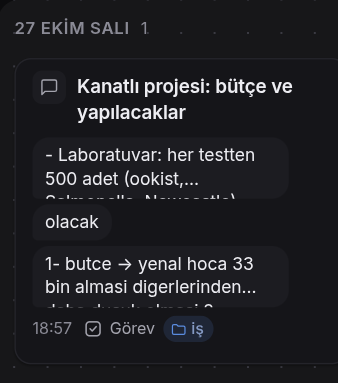 27 EKİM SALI 1
Kanatlı projesi: bütçe ve
yapılacaklar
- Laboratuvar: her testten
500 adet (ookist,...
olacak
1- butce → yenal hoca 33
bin almasi digerlerinden...
18:57 Görev iş